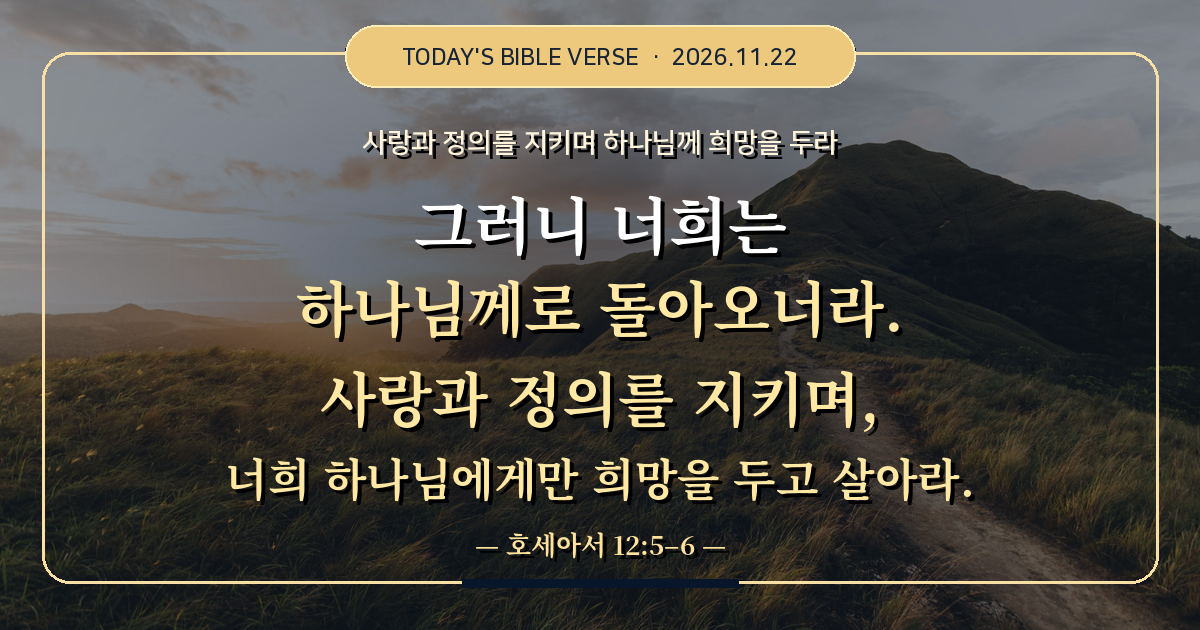 TODAY'S BIBLE VERSE · 2026.11.22
사랑과 정의를 지키며 하나님께 희망을 두라
그러니 너희는
하나님께로 돌아오너라.
사랑과 정의를 지키며,
너희 하나님에게만 희망을 두고 살아라.
— 호세아서 12:5–6 —